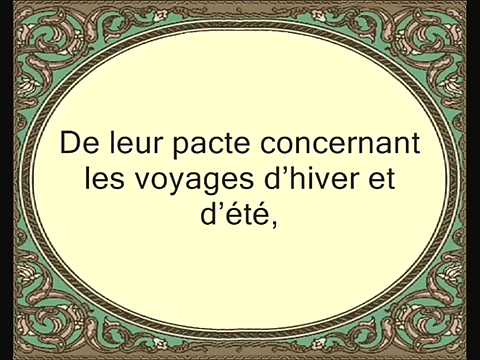 De leur pacte concernant
les voyages d’hiver et
d’été,